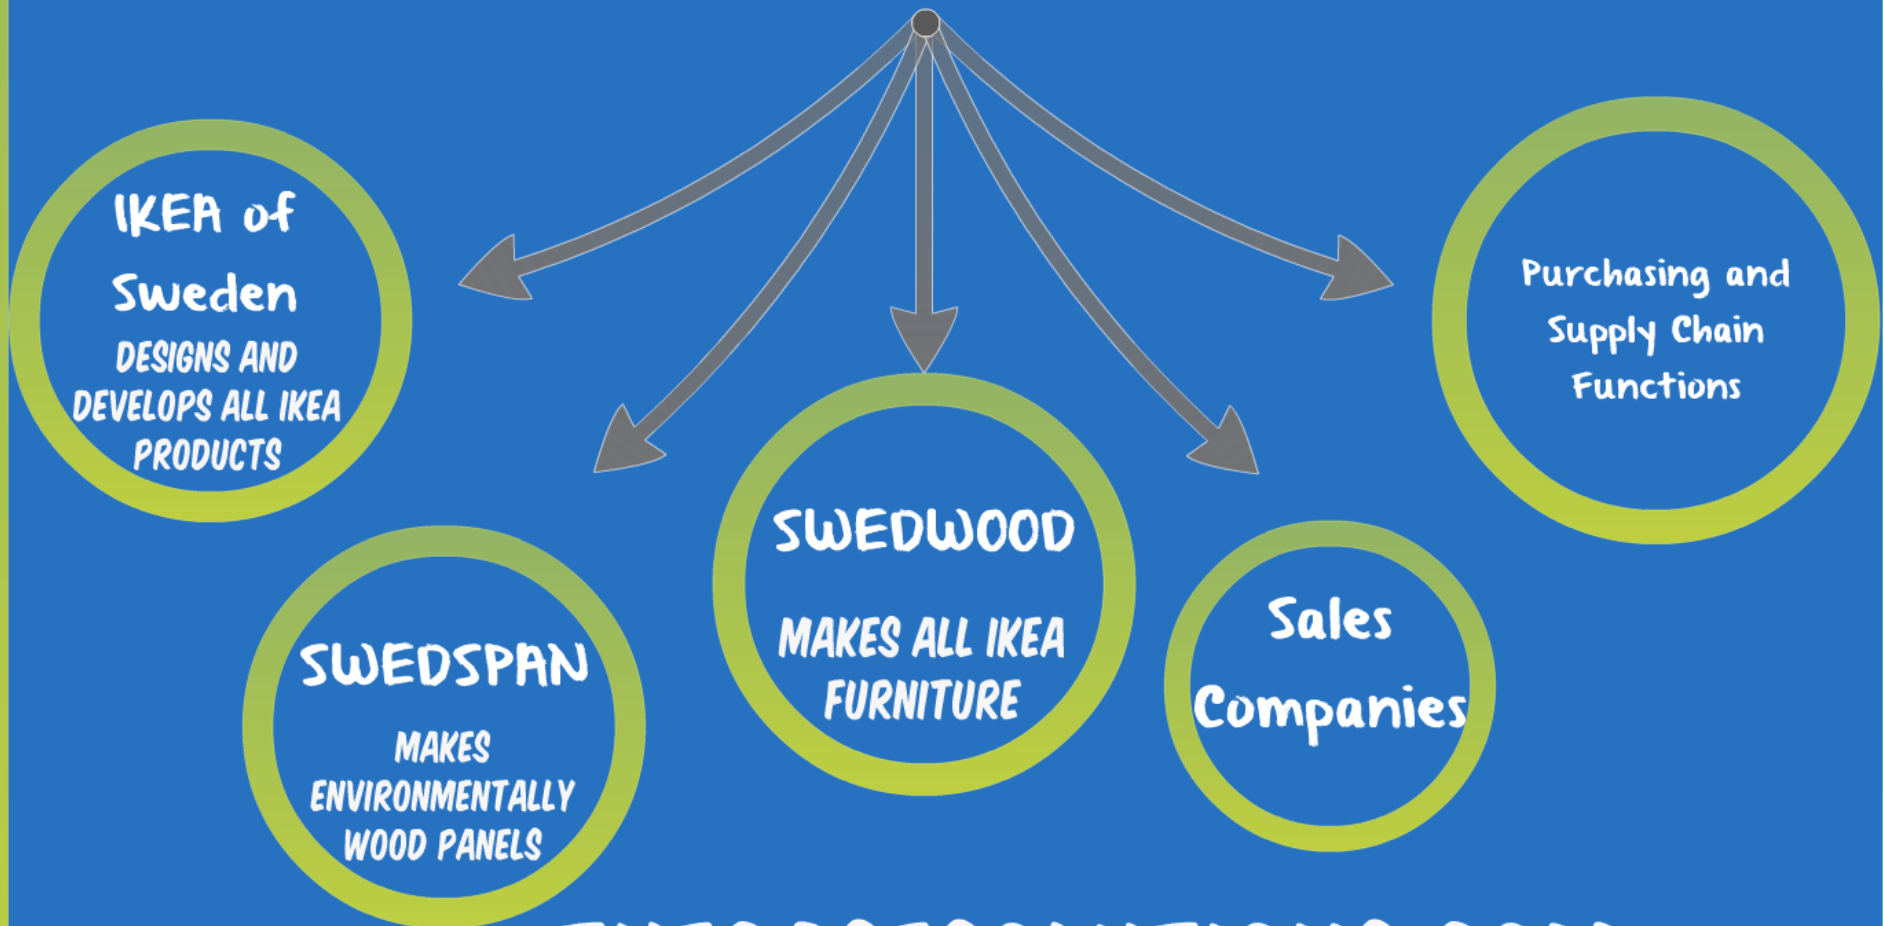 IKEA of
Sweden
DESIGNS AND
DEVELOPS ALL IKEA
PRODUCTS
SWEDSPAN
MAKES
ENVIRONMENTALLY
WOOD PANELS
SWEDWOOD
MAKES ALL IKEA
FURNITURE
Sales
Companies
Purchasing and
Supply Chain
Functions